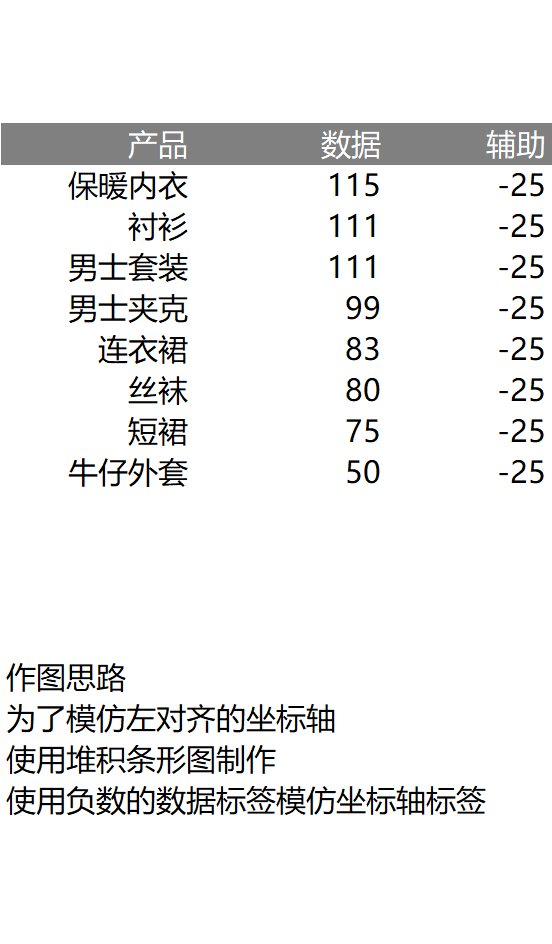 产品 数据 辅助
保暖内衣 115 -25
衬衫 111 -25
男士套装 111 -25
男士夹克 99 -25
连衣裙 83 -25
丝袜 80 -25
短裙 75 -25
牛仔外套 50 -25
作图思路
为了模仿左对齐的坐标轴
使用堆积条形图制作
使用负数的数据标签模仿坐标轴标签